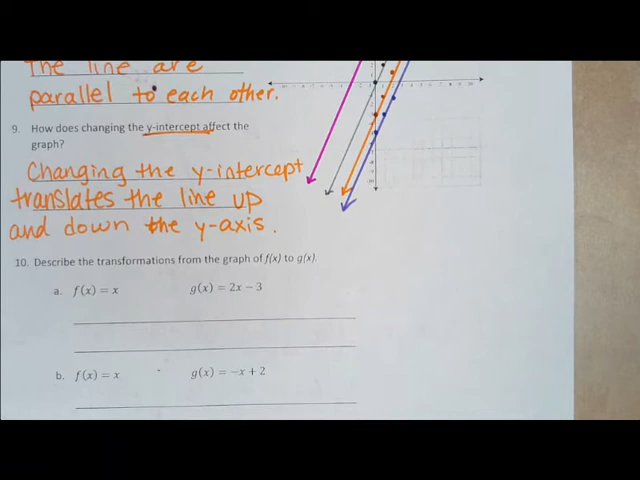 The line are
parallel to each other.
9. How does changing the y-intercept affect the
graph?
Changing the y-intercept
translates the line up
and down the y-axis.
10. Describe the transformations from the graph of f(x) to g(x).
a. f(x) = x g(x) = 2x − 3
b. f(x) = x g(x) = −x + 2